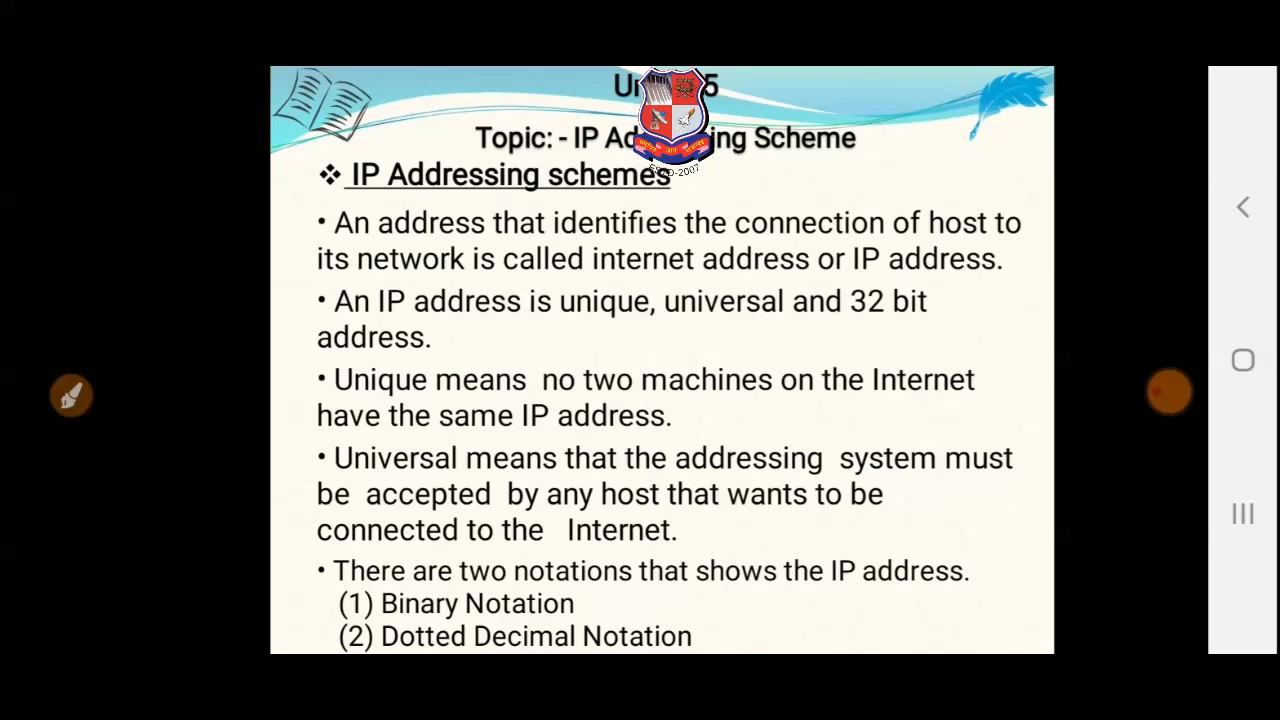 5
Topic: - IP Addressing Scheme
❖ IP Addressing schemes
• An address that identifies the connection of host to
its network is called internet address or IP address.
• An IP address is unique, universal and 32 bit
address.
• Unique means no two machines on the Internet
have the same IP address.
• Universal means that the addressing system must
be accepted by any host that wants to be
connected to the Internet.
• There are two notations that shows the IP address.
(1) Binary Notation
(2) Dotted Decimal Notation